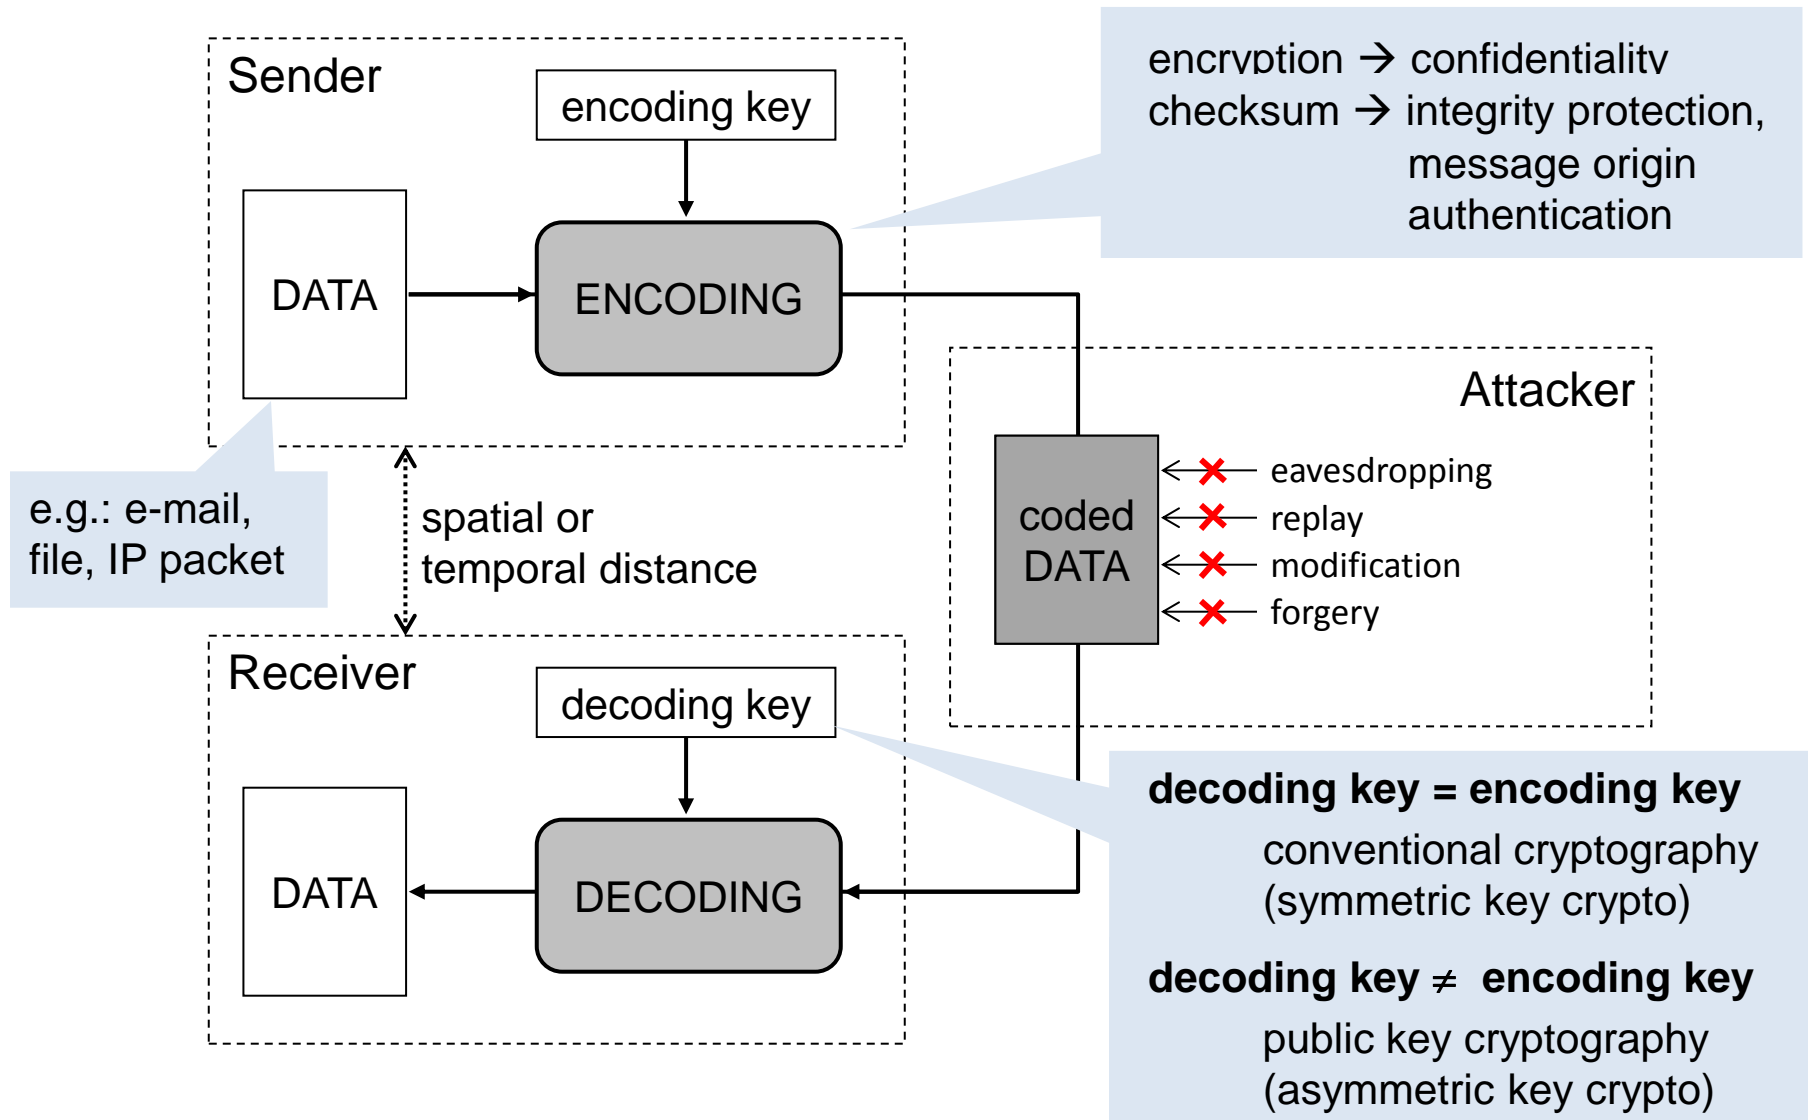 Sender
encoding key
DATA
ENCODING
encryption → confidentiality
checksum → integrity protection,
message origin
authentication
Attacker
coded
DATA
eavesdropping
replay
modification
forgery
e.g.: e-mail,
file, IP packet
spatial or
temporal distance
Receiver
decoding key
DATA
DECODING
decoding key = encoding key
conventional cryptography
(symmetric key crypto)
decoding key ≠ encoding key
public key cryptography
(asymmetric key crypto)